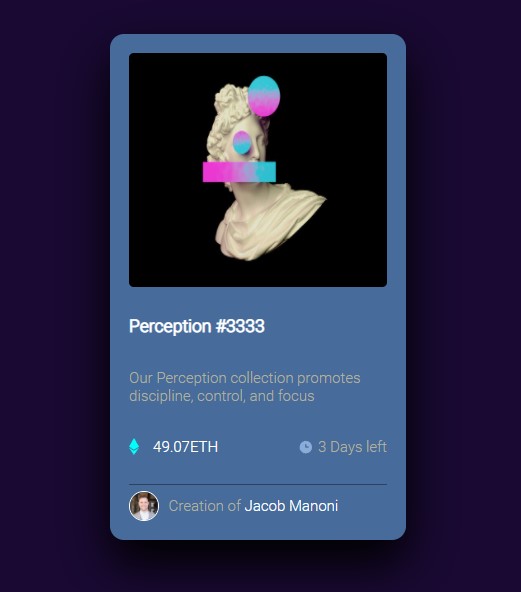 Perception #3333
Our Perception collection promotes
discipline, control, and focus
49.07ETH
3 Days left
Creation of Jacob Manoni